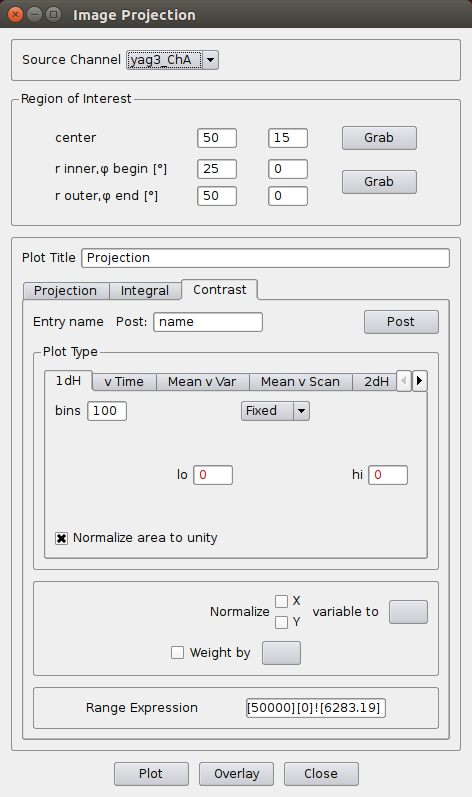 Image Projection
Source Channel yag3_ChA
Region of Interest
center 50 15 Grab
r inner,φ begin [°] 25 0
Grab
r outer,φ end [°] 50 0
Plot Title Projection
Projection Integral Contrast
Entry name Post: name Post
Plot Type
1dH v Time Mean v Var Mean v Scan 2dH
bins 100 Fixed
lo 0 hi 0
Normalize area to unity
X
Normalize variable to
Y
Weight by
Range Expression [50000][0]![6283.19]
Plot Overlay Close